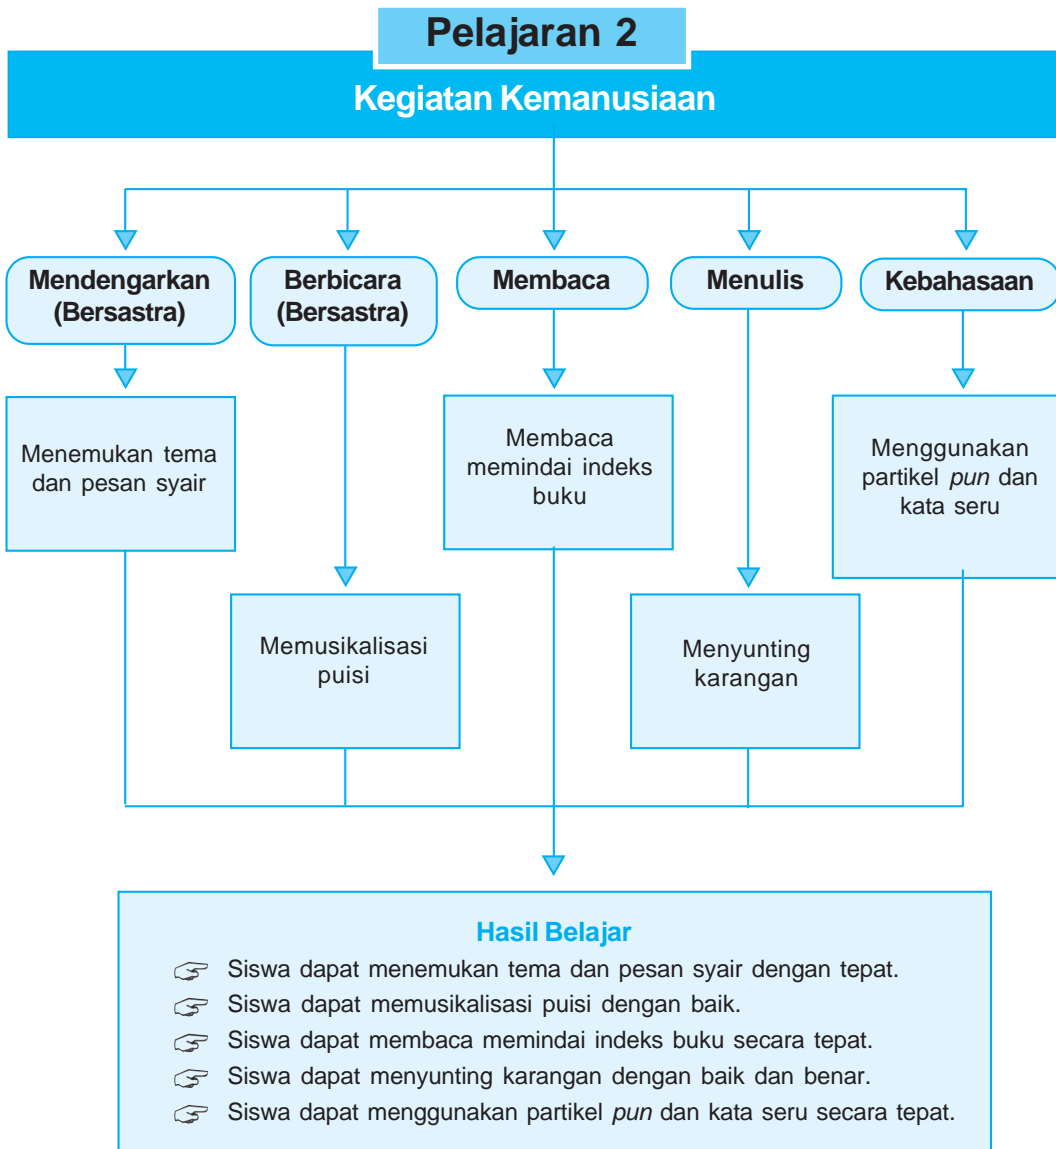 Pelajaran 2
Kegiatan Kemanusiaan
Mendengarkan
(Bersastra)
Berbicara
(Bersastra)
Membaca
Menulis
Kebahasaan
Menemukan tema
dan pesan syair
Membaca
memindai indeks
buku
Menggunakan
partikel pun dan
kata seru
Memusikalisasi
puisi
Menyunting
karangan
Hasil Belajar
Siswa dapat menemukan tema dan pesan syair dengan tepat.
Siswa dapat memusikalisasi puisi dengan baik.
Siswa dapat membaca memindai indeks buku secara tepat.
Siswa dapat menyunting karangan dengan baik dan benar.
Siswa dapat menggunakan partikel pun dan kata seru secara tepat.